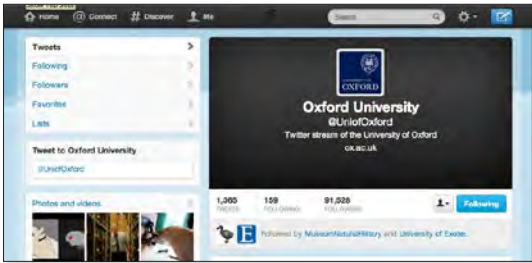 Home @ Connect # Discover Me Search
Tweets
Following
Followers
Favorites
Lists
Tweet to Oxford University
@UniofOxford
Photos and videos
OXFORD
Oxford University
@UniofOxford
Twitter stream of the University of Oxford
ox.ac.uk
1,365 159 91,528
TWEETS FOLLOWING FOLLOWERS
Following
Followed by MuseumNaturalHistory and University of Exeter.